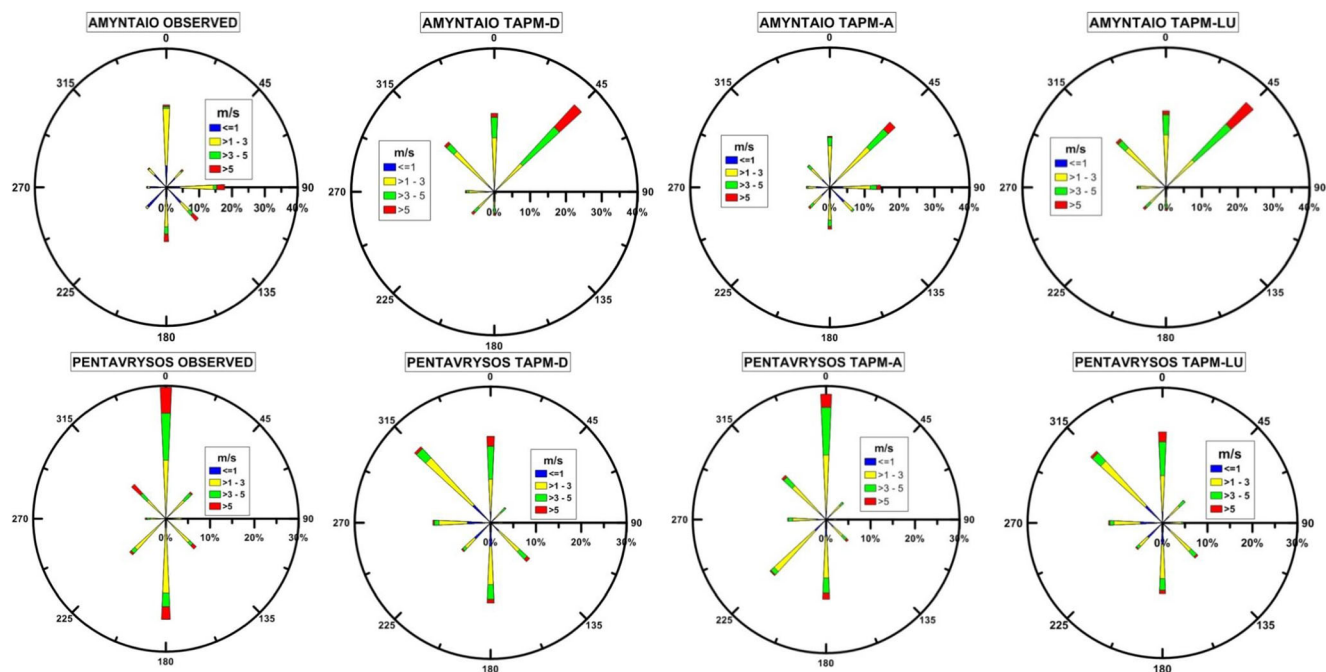 AMYNTAIO OBSERVED
0
45
90
135
180
225
270
315
m/s
<=1
>1 - 3
>3 - 5
>5
0% 10% 20% 30% 40%
AMYNTAIO TAPM-D
0
45
90
135
180
225
270
315
m/s
<=1
>1 - 3
>3 - 5
>5
0% 10% 20% 30% 40%
AMYNTAIO TAPM-A
0
45
90
135
180
225
270
315
m/s
<=1
>1 - 3
>3 - 5
>5
0% 10% 20% 30% 40%
AMYNTAIO TAPM-LU
0
45
90
135
180
225
270
315
m/s
<=1
>1 - 3
>3 - 5
>5
0% 10% 20% 30% 40%
PENTAVRYSOS OBSERVED
0
45
90
135
180
225
270
315
m/s
<=1
>1 - 3
>3 - 5
>5
0% 10% 20% 30%
PENTAVRYSOS TAPM-D
0
45
90
135
180
225
270
315
m/s
<=1
>1 - 3
>3 - 5
>5
0% 10% 20% 30%
PENTAVRYSOS TAPM-A
0
45
90
135
180
225
270
315
m/s
<=1
>1 - 3
>3 - 5
>5
0% 10% 20% 30%
PENTAVRYSOS TAPM-LU
0
45
90
135
180
225
270
315
m/s
<=1
>1 - 3
>3 - 5
>5
0% 10% 20% 30%